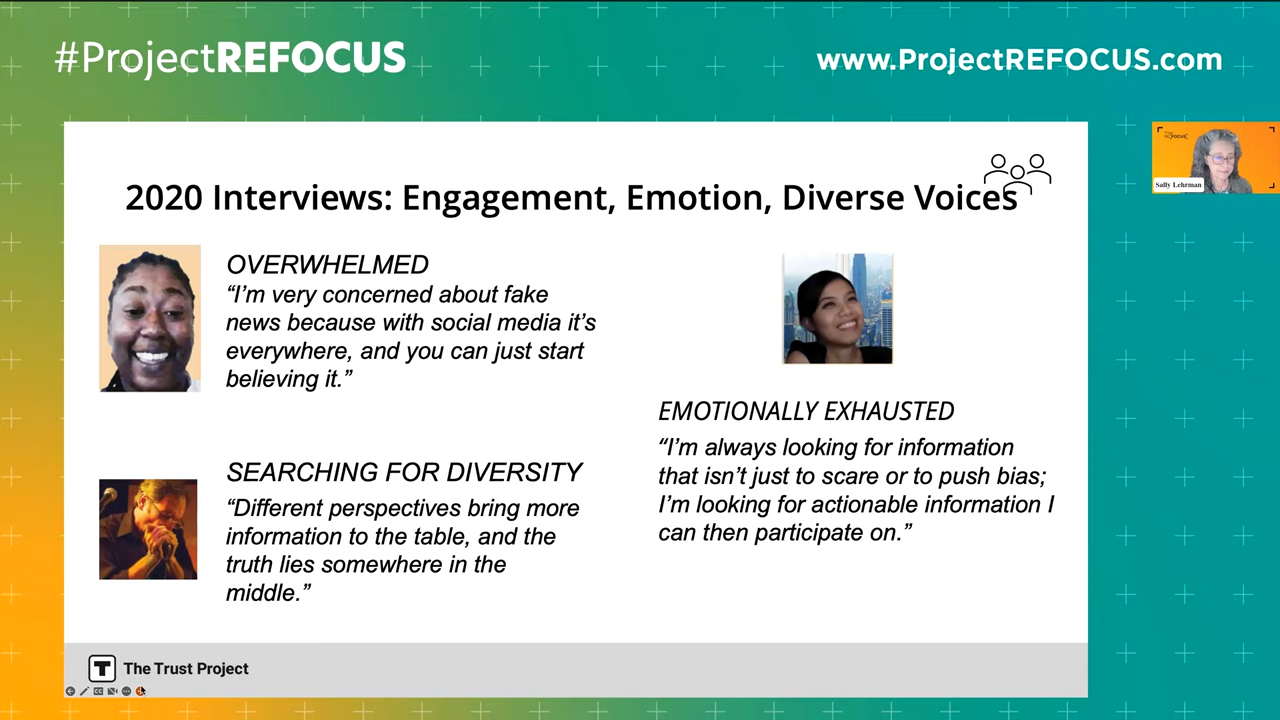 #ProjectREFOCUS
www.ProjectREFOCUS.com
2020 Interviews: Engagement, Emotion, Diverse Voices
OVERWHELMED
“I’m very concerned about fake
news because with social media it’s
everywhere, and you can just start
believing it.”
SEARCHING FOR DIVERSITY
“Different perspectives bring more
information to the table, and the
truth lies somewhere in the
middle.”
EMOTIONALLY EXHAUSTED
“I’m always looking for information
that isn’t just to scare or to push bias;
I’m looking for actionable information I
can then participate on.”
REFOCUS
Sally Lehrman
T The Trust Project
CC